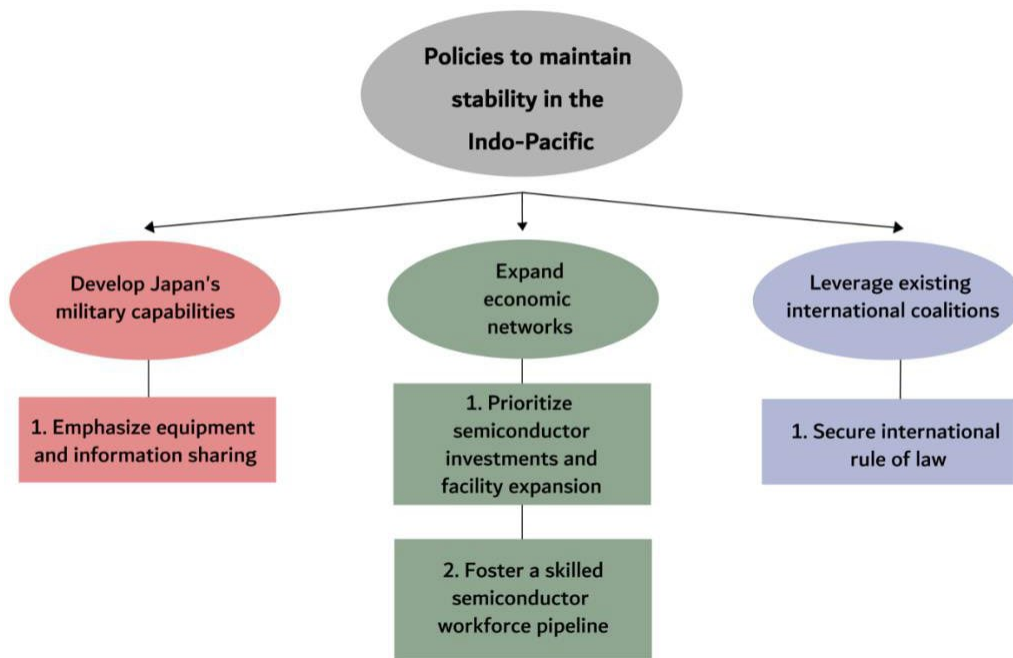 Policies to maintain
stability in the
Indo-Pacific
Develop Japan's
military capabilities
1. Emphasize equipment
and information sharing
Expand
economic
networks
1. Prioritize
semiconductor
investments and
facility expansion
2. Foster a skilled
semiconductor
workforce pipeline
Leverage existing
international coalitions
1. Secure international
rule of law